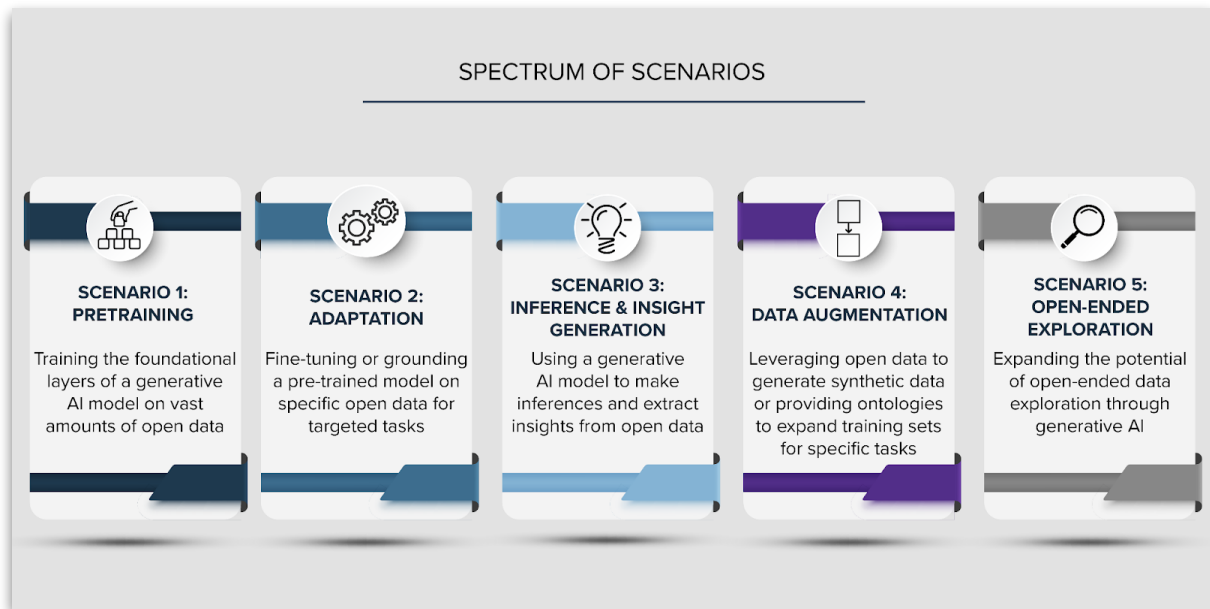 SPECTRUM OF SCENARIOS
SCENARIO 1:
PRETRAINING
Training the foundational
layers of a generative
AI model on vast
amounts of open data
SCENARIO 2:
ADAPTATION
Fine-tuning or grounding
a pre-trained model on
specific open data for
targeted tasks
SCENARIO 3:
INFERENCE & INSIGHT
GENERATION
Using a generative
AI model to make
inferences and extract
insights from open data
SCENARIO 4:
DATA AUGMENTATION
Leveraging open data to
generate synthetic data
or providing ontologies
to expand training sets
for specific tasks
SCENARIO 5:
OPEN-ENDED
EXPLORATION
Expanding the potential
of open-ended data
exploration through
generative AI